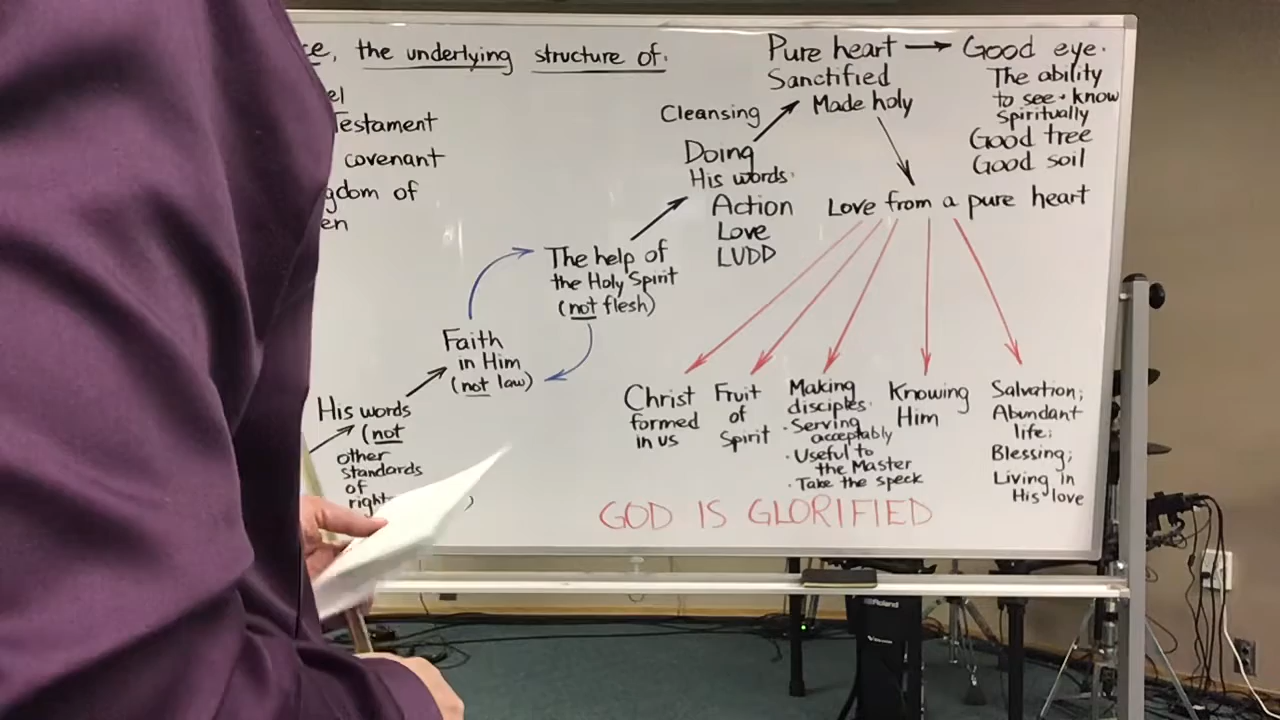 the underlying structure of:
Testament
covenant
of
His words
(not
other
standards
of
Faith
in Him
(not law)
The help of
the Holy Spirit
(not flesh)
Cleansing
Doing
His words.
Action
Love
LUDD
Pure heart → Good eye.
Sanctified
Made holy
The ability
to see + know
spiritually
Good tree
Good soil
Love from a pure heart
Christ
formed
in us
Fruit
of
Spirit
Making
disciples.
· Serving
acceptably
· Useful to
the Master
· Take the speck
Knowing
Him
Salvation;
Abundant
life;
Blessing;
Living in
His love
GOD IS GLORIFIED
Roland